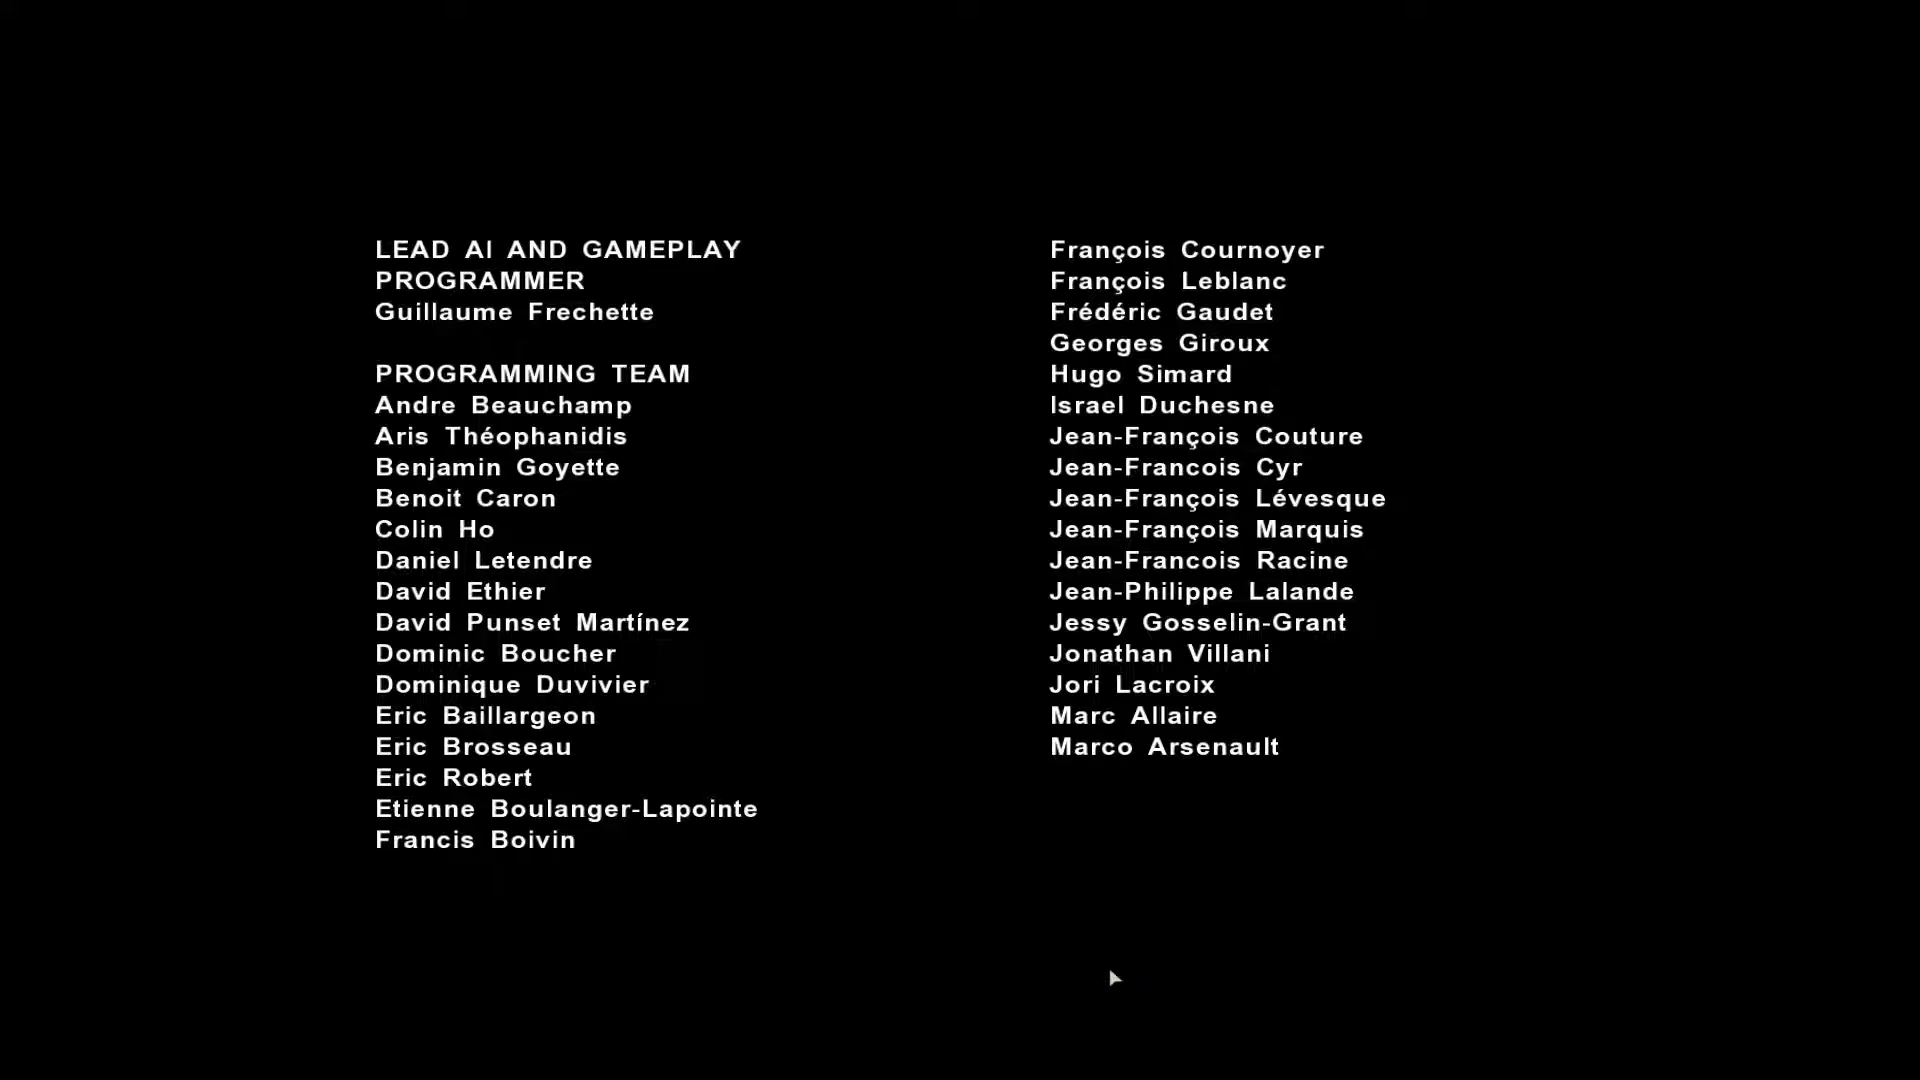 LEAD AI AND GAMEPLAY
PROGRAMMER
Guillaume Frechette
PROGRAMMING TEAM
Andre Beauchamp
Aris Théophanidis
Benjamin Goyette
Benoit Caron
Colin Ho
Daniel Letendre
David Ethier
David Punset Martínez
Dominic Boucher
Dominique Duvivier
Eric Baillargeon
Eric Brosseau
Eric Robert
Etienne Boulanger-Lapointe
Francis Boivin
François Cournoyer
François Leblanc
Frédéric Gaudet
Georges Giroux
Hugo Simard
Israel Duchesne
Jean-François Couture
Jean-Francois Cyr
Jean-François Lévesque
Jean-François Marquis
Jean-Francois Racine
Jean-Philippe Lalande
Jessy Gosselin-Grant
Jonathan Villani
Jori Lacroix
Marc Allaire
Marco Arsenault